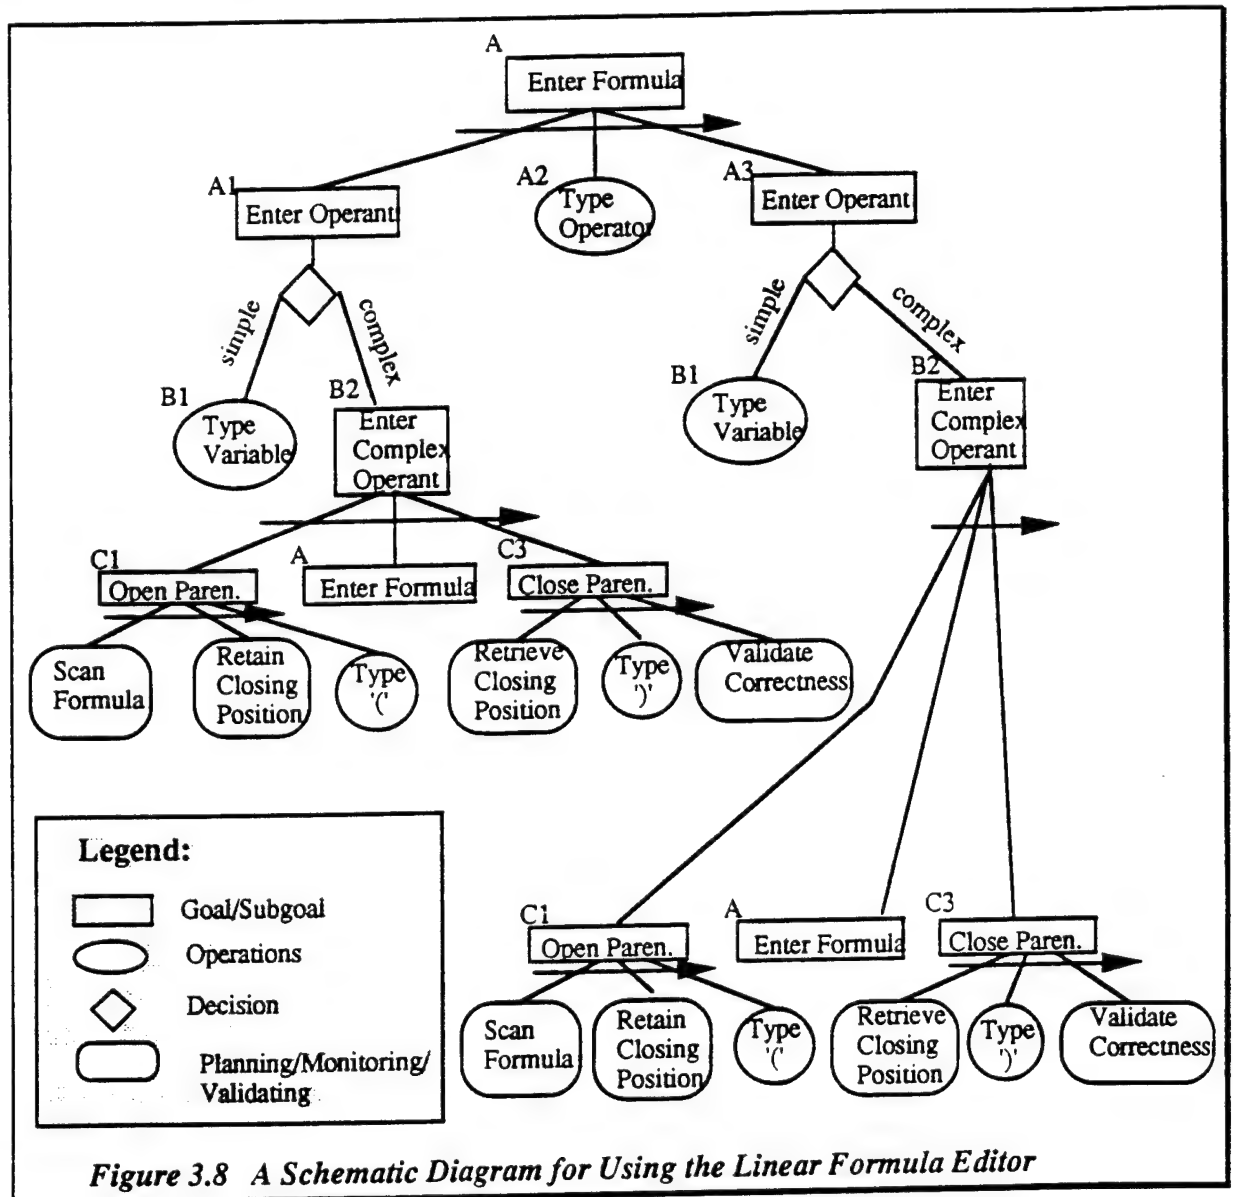 A
Enter Formula
A1
Enter Operant
A2
Type
Operator
A3
Enter Operant
simple
complex
simple
complex
B1
Type
Variable
B2
Enter
Complex
Operant
B1
Type
Variable
B2
Enter
Complex
Operant
C1
Open Paren.
A
Enter Formula
C3
Close Paren.
Scan
Formula
Retain
Closing
Position
Type
'('
Retrieve
Closing
Position
Type
')'
Validate
Correctness
C1
Open Paren.
A
Enter Formula
C3
Close Paren.
Scan
Formula
Retain
Closing
Position
Type
'('
Retrieve
Closing
Position
Type
')'
Validate
Correctness
Legend:
Goal/Subgoal
Operations
Decision
Planning/Monitoring/
Validating
Figure 3.8 A Schematic Diagram for Using the Linear Formula Editor